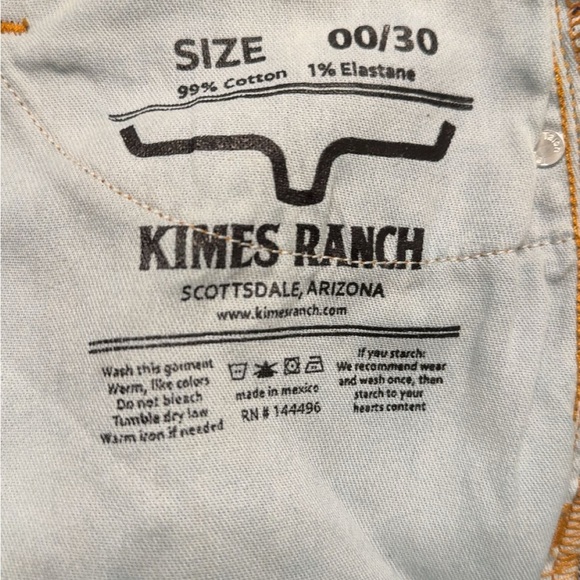 SIZE 00/30
99% Cotton 1% Elastane
KIMES RANCH
SCOTTSDALE, ARIZONA
www.kimesranch.com
Wash this garment
Warm, like colors
Do not bleach
Tumble dry low
Warm iron if needed
made in mexico
RN # 144496
If you starch:
We recommend wear
and wash once, then
starch to your
hearts content